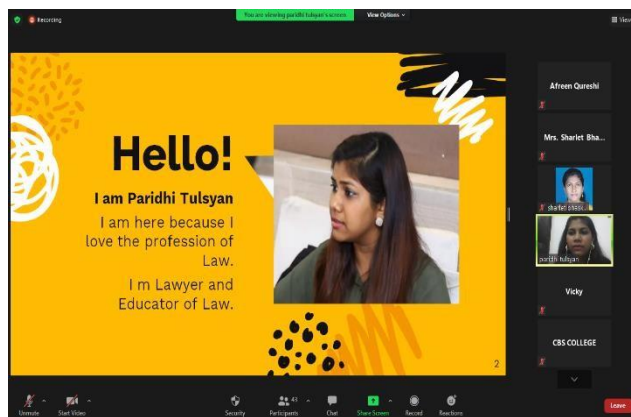 Recording
You are viewing paridhi tulsyan's screen
View Options
View
Hello!
I am Paridhi Tulsyan
I am here because I
love the profession of
Law.
I m Lawyer and
Educator of Law.
2
Afreen Qureshi
Mrs. Sharlet Bha...
paridhi tulsyan
Vicky
CBS COLLEGE
Unmute
Start Video
Security
43
Participants
Chat
Share Screen
Record
Reactions
Leave